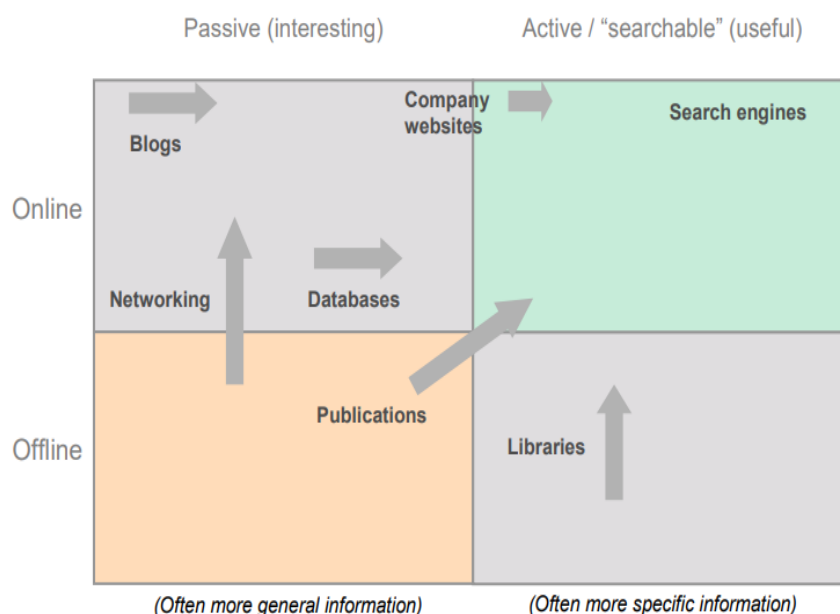 Passive (interesting)
Active / “searchable” (useful)
Company
websites
Search engines
Blogs
Online
Networking
Databases
Publications
Offline
Libraries
(Often more general information)
(Often more specific information)